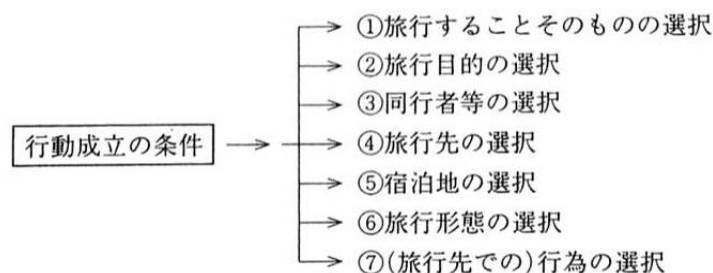 ①旅行することそのものの選択
②旅行目的の選択
③同行者等の選択
行動成立の条件
④旅行先の選択
⑤宿泊地の選択
⑥旅行形態の選択
⑦(旅行先での)行為の選択